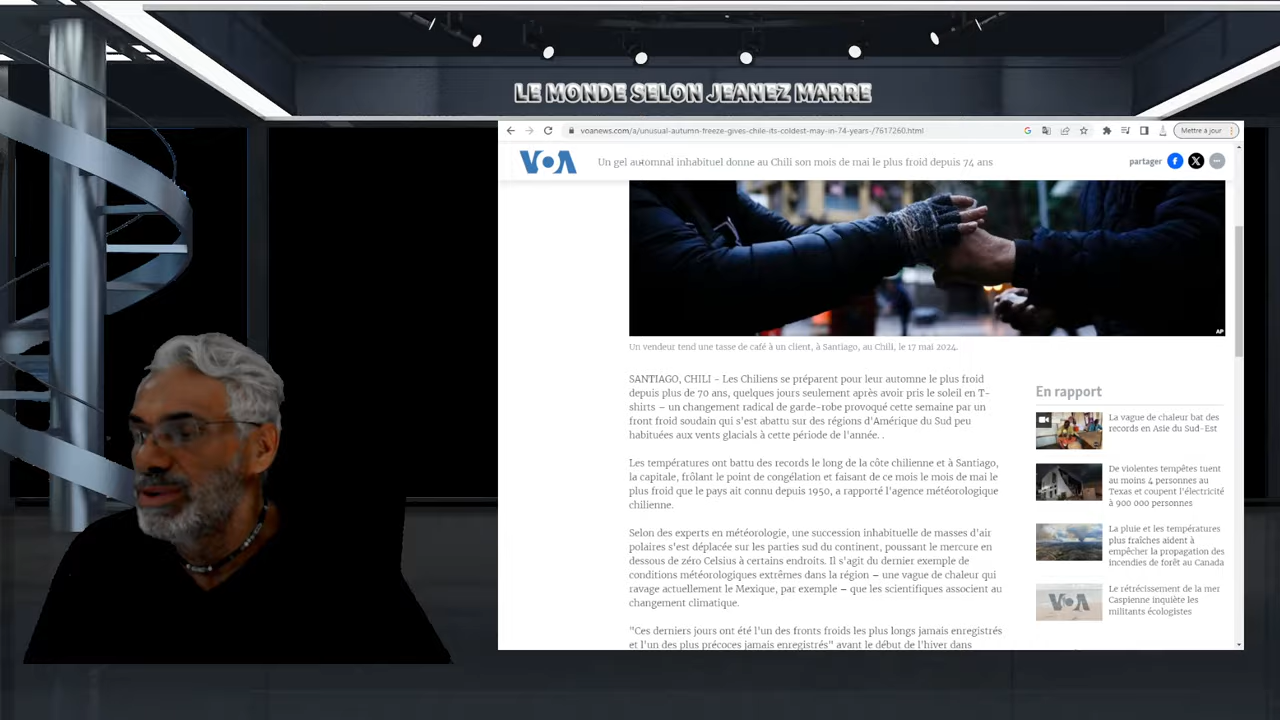 LE MONDE SELON JEANEZ MARRE
voanews.com/a/unusual-autumn-freeze-gives-chile-its-coldest-may-in-74-years-/7617260.html
Mettre à jour
VOA
Un gel automnal inhabituel donne au Chili son mois de mai le plus froid depuis 74 ans
partager
AP
Un vendeur tend une tasse de café à un client, à Santiago, au Chili, le 17 mai 2024.
SANTIAGO, CHILI - Les Chiliens se préparent pour leur automne le plus froid
depuis plus de 70 ans, quelques jours seulement après avoir pris le soleil en T-
shirts – un changement radical de garde-robe provoqué cette semaine par un
front froid soudain qui s'est abattu sur des régions d'Amérique du Sud peu
habituées aux vents glacials à cette période de l'année. .
Les températures ont battu des records le long de la côte chilienne et à Santiago,
la capitale, frôlant le point de congélation et faisant de ce mois le mois de mai le
plus froid que le pays ait connu depuis 1950, a rapporté l'agence météorologique
chilienne.
Selon des experts en météorologie, une succession inhabituelle de masses d'air
polaires s'est déplacée sur les parties sud du continent, poussant le mercure en
dessous de zéro Celsius à certains endroits. Il s'agit du dernier exemple de
conditions météorologiques extrêmes dans la région – une vague de chaleur qui
ravage actuellement le Mexique, par exemple – que les scientifiques associent au
changement climatique.
"Ces derniers jours ont été l'un des fronts froids les plus longs jamais enregistrés
et l'un des plus précoces jamais enregistrés" avant le début de l'hiver dans
En rapport
La vague de chaleur bat des
records en Asie du Sud-Est
De violentes tempêtes tuent
au moins 4 personnes au
Texas et coupent l'électricité
à 900 000 personnes
La pluie et les températures
plus fraîches aident à
empêcher la propagation des
incendies de forêt au Canada
VOA
Le rétrécissement de la mer
Caspienne inquiète les
militants écologistes